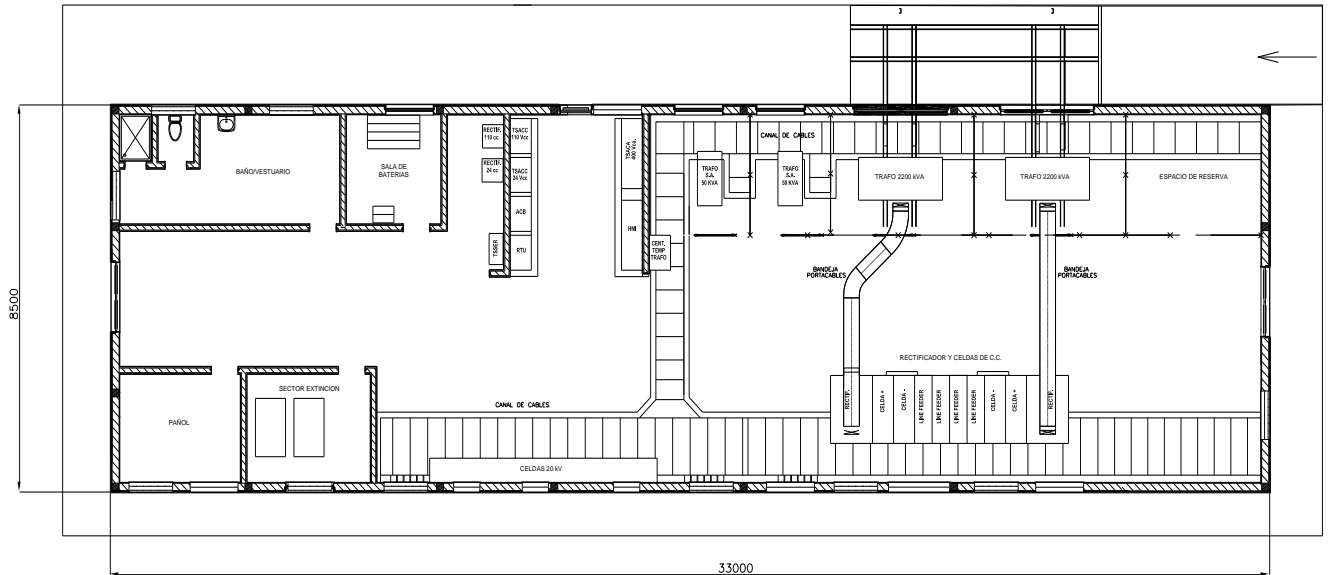 CANAL DE CABLES
RECTIF.
110 cc
TSACC
110 Vcc
TSACA
400 Vca.
RECTIF.
24 cc
TSACC
24 Vcc
TRAFO
S.A.
50 KVA
TRAFO
S.A.
50 KVA
TRAFO 2200 kVA
TRAFO 2200 kVA
ESPACIO DE RESERVA
BAÑO/VESTUARIO
SALA DE
BATERIAS
ACB
HMI
TSSER
RTU
CENT.
TEMP
TRAFO
BANDEJA
PORTACABLES
BANDEJA
PORTACABLES
8500
RECTIFICADOR Y CELDAS DE C.C.
SECTOR EXTINCION
RECTIF.
CELDA +
CELDA -
LINE FEEDER
LINE FEEDER
LINE FEEDER
LINE FEEDER
CELDA -
CELDA +
RECTIF.
CANAL DE CABLES
PAÑOL
CELDAS 20 kV
33000